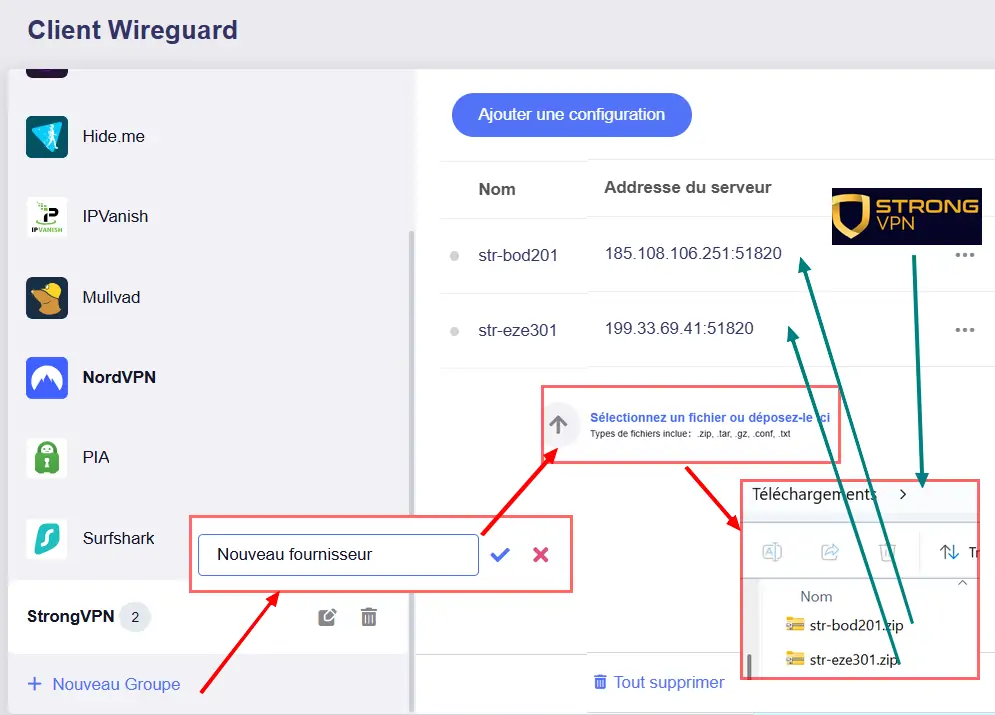 Client Wireguard
Hide.me
IPVANISH
IPVanish
Mullvad
NordVPN
PIA
Surfshark
StrongVPN 2
+ Nouveau Groupe
Nouveau fournisseur
Ajouter une configuration
Nom Addresse du serveur
STRONG
VPN
str-bod201 185.108.106.251:51820
str-eze301 199.33.69.41:51820
Sélectionnez un fichier ou déposez-le ici
Types de fichiers inclue: .zip, .tar, .gz, .conf, .txt
Téléchargements >
Tr
Nom
str-bod201.zip
str-eze301.zip
Tout supprimer